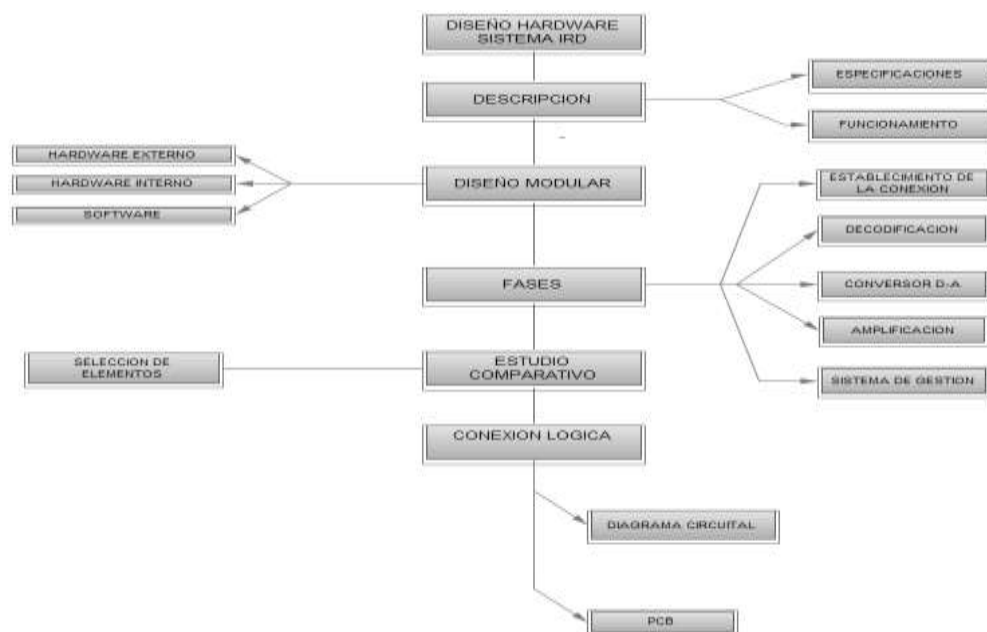 DISEÑO HARDWARE
SISTEMA IRD
DESCRIPCION
ESPECIFICACIONES
FUNCIONAMIENTO
HARDWARE EXTERNO
HARDWARE INTERNO
SOFTWARE
DISEÑO MODULAR
ESTABLECIMIENTO DE
LA CONEXION
DECODIFICACION
FASES
CONVERSOR D-A
AMPLIFICACION
SISTEMA DE GESTION
SELECCION DE
ELEMENTOS
ESTUDIO
COMPARATIVO
CONEXION LOGICA
DIAGRAMA CIRCUITAL
PCB